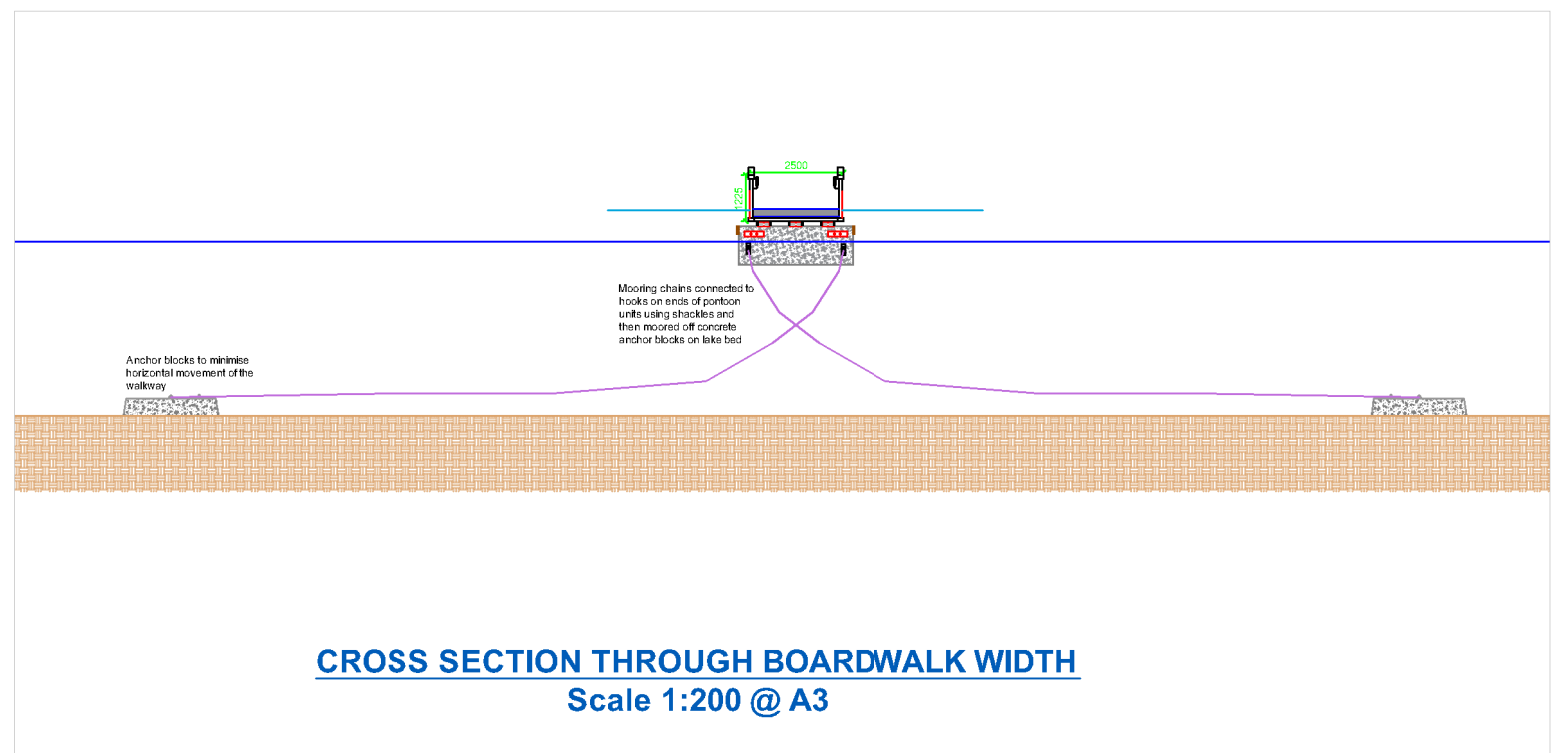 2500
1225
Mooring chains connected to
hooks on ends of pontoon
units using shackles and
then moored off concrete
anchor blocks on lake bed
Anchor blocks to minimise
horizontal movement of the
walkway
CROSS SECTION THROUGH BOARDWALK WIDTH
Scale 1:200 @ A3